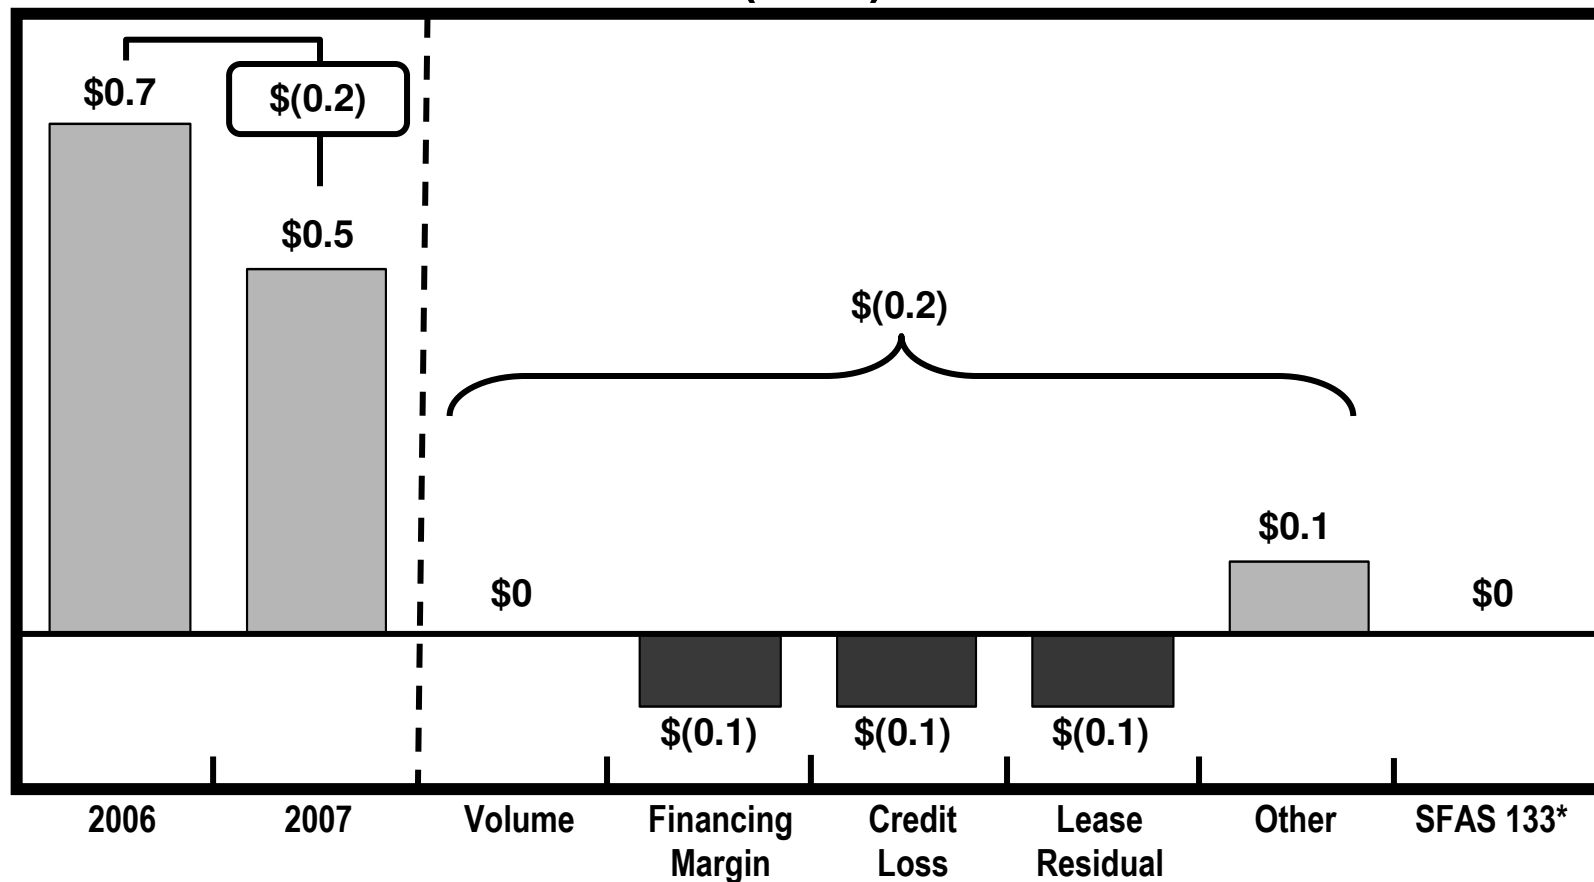 $0.7
$(0.2)
$0.5
$(0.2)
$0.1
$0
$0
$(0.1)
$(0.1)
$(0.1)
2006
2007
Volume
Financing
Margin
Credit
Loss
Lease
Residual
Other
SFAS 133*